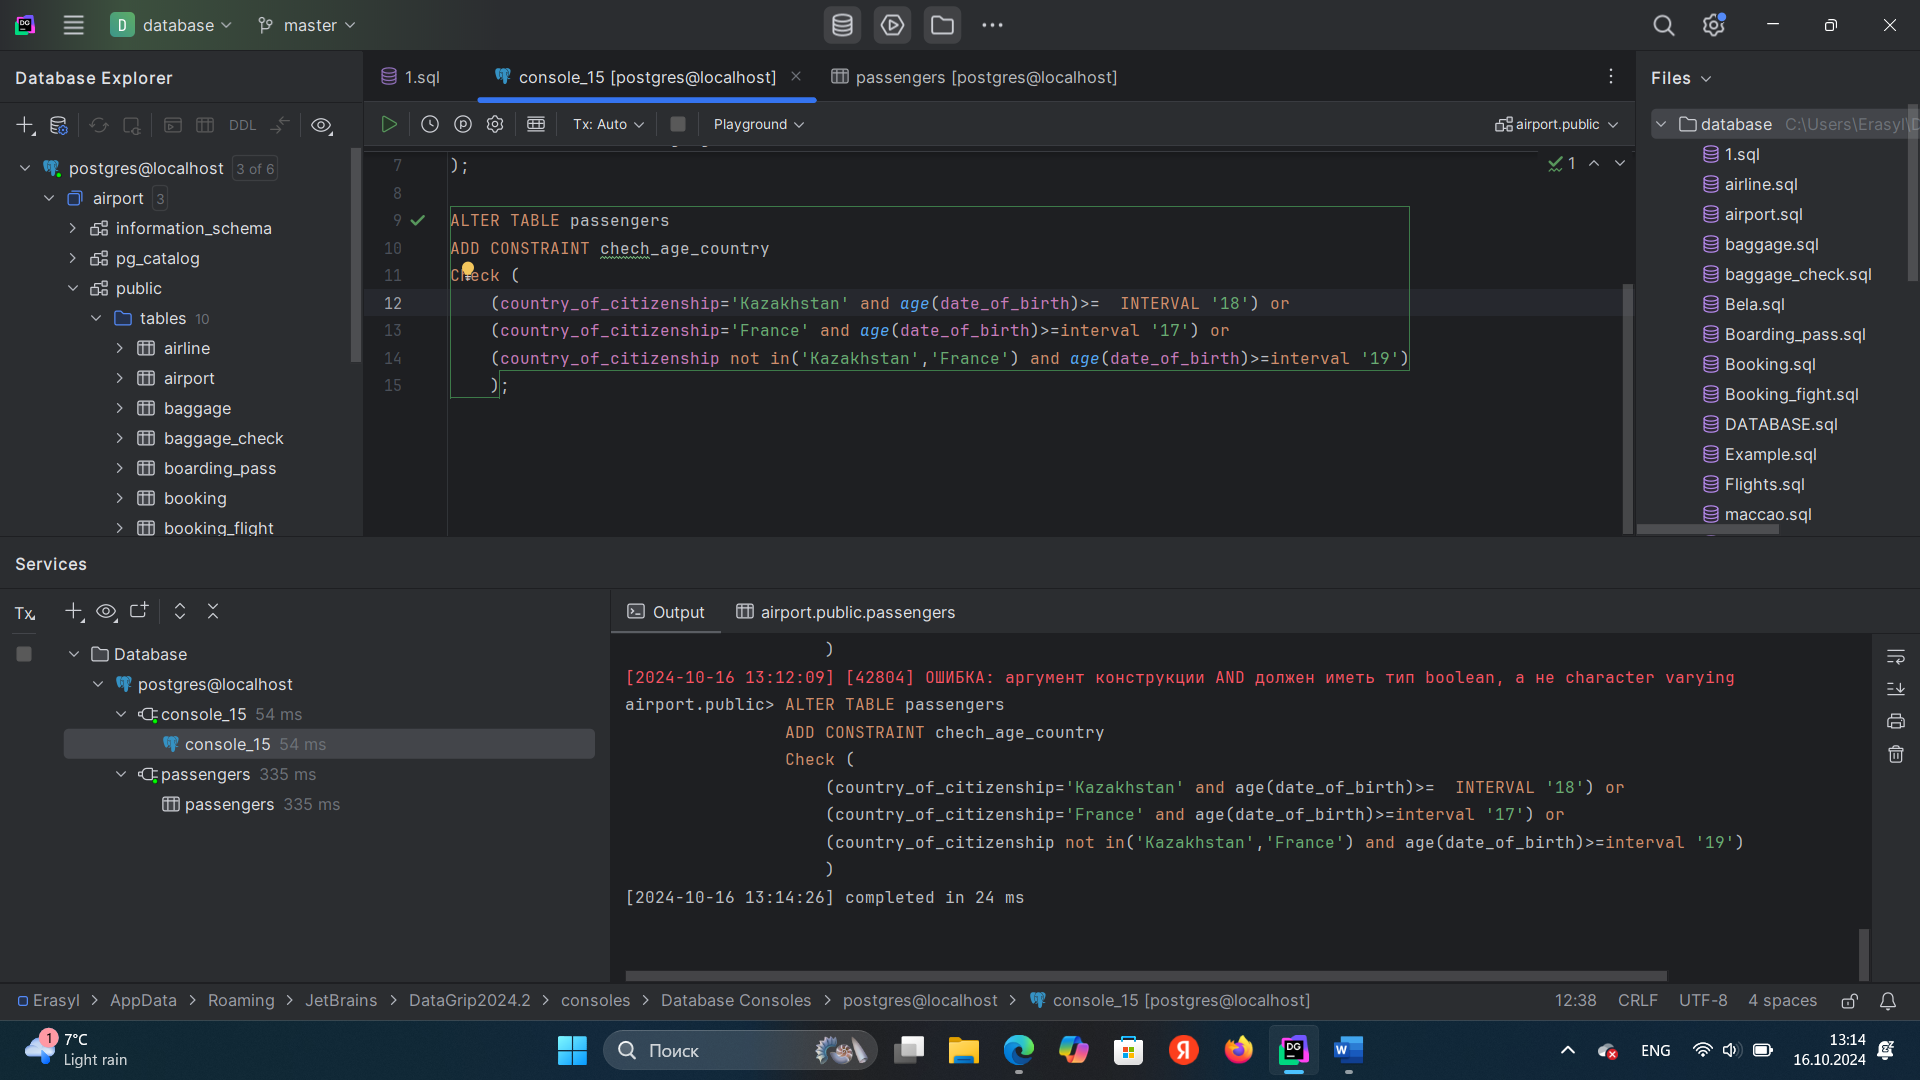 D database master
Database Explorer
1.sql console_15 [postgres@localhost] passengers [postgres@localhost]
Files
DDL
Tx: Auto Playground airport.public
postgres@localhost 3 of 6
airport 3
information_schema
pg_catalog
public
tables 10
airline
airport
baggage
baggage_check
boarding_pass
booking
booking_flight
7 );
8
9 ALTER TABLE passengers
10 ADD CONSTRAINT chech_age_country
11 Check (
12 (country_of_citizenship='Kazakhstan' and age(date_of_birth)>= INTERVAL '18') or
13 (country_of_citizenship='France' and age(date_of_birth)>=interval '17') or
14 (country_of_citizenship not in('Kazakhstan','France') and age(date_of_birth)>=interval '19')
15 );
1
database C:\Users\Erasyl\D
1.sql
airline.sql
airport.sql
baggage.sql
baggage_check.sql
Bela.sql
Boarding_pass.sql
Booking.sql
Booking_fight.sql
DATABASE.sql
Example.sql
Flights.sql
maccao.sql
Services
Tx
Database
postgres@localhost
console_15 54 ms
console_15 54 ms
passengers 335 ms
passengers 335 ms
Output airport.public.passengers
)
[2024-10-16 13:12:09] [42804] ОШИБКА: аргумент конструкции AND должен иметь тип boolean, а не character varying
airport.public> ALTER TABLE passengers
ADD CONSTRAINT chech_age_country
Check (
(country_of_citizenship='Kazakhstan' and age(date_of_birth)>= INTERVAL '18') or
(country_of_citizenship='France' and age(date_of_birth)>=interval '17') or
(country_of_citizenship not in('Kazakhstan','France') and age(date_of_birth)>=interval '19')
)
[2024-10-16 13:14:26] completed in 24 ms
Erasyl > AppData > Roaming > JetBrains > DataGrip2024.2 > consoles > Database Consoles > postgres@localhost > console_15 [postgres@localhost]
12:38 CRLF UTF-8 4 spaces
1 7°C
Light rain
Поиск
ENG
13:14
16.10.2024